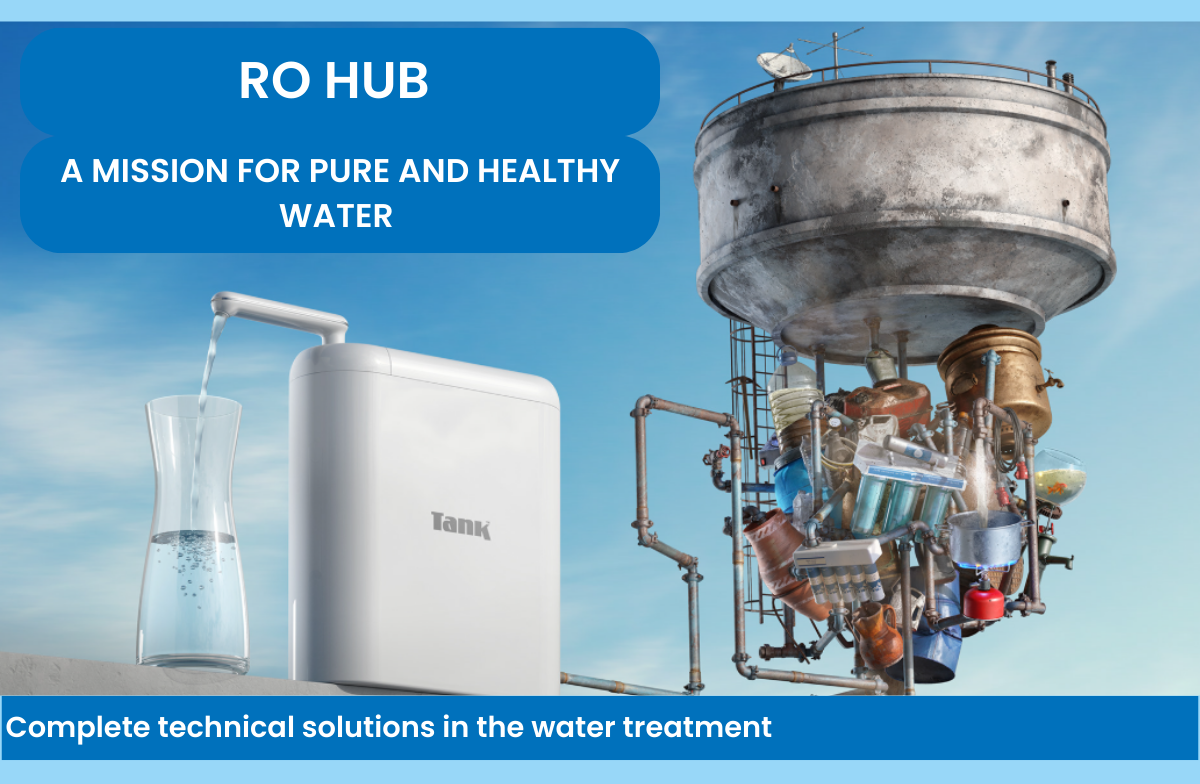 RO HUB
A MISSION FOR PURE AND HEALTHY
WATER
Tank
Complete technical solutions in the water treatment